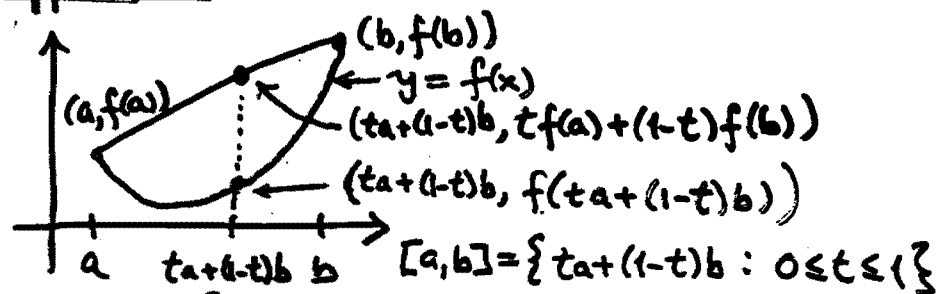 (b, f(b))
y = f(x)
(a, f(a))
(ta+(1-t)b, tf(a)+(1-t)f(b))
(ta+(1-t)b, f(ta+(1-t)b))
a ta+(1-t)b b [a,b]={ta+(1-t)b : 0≤t≤1}